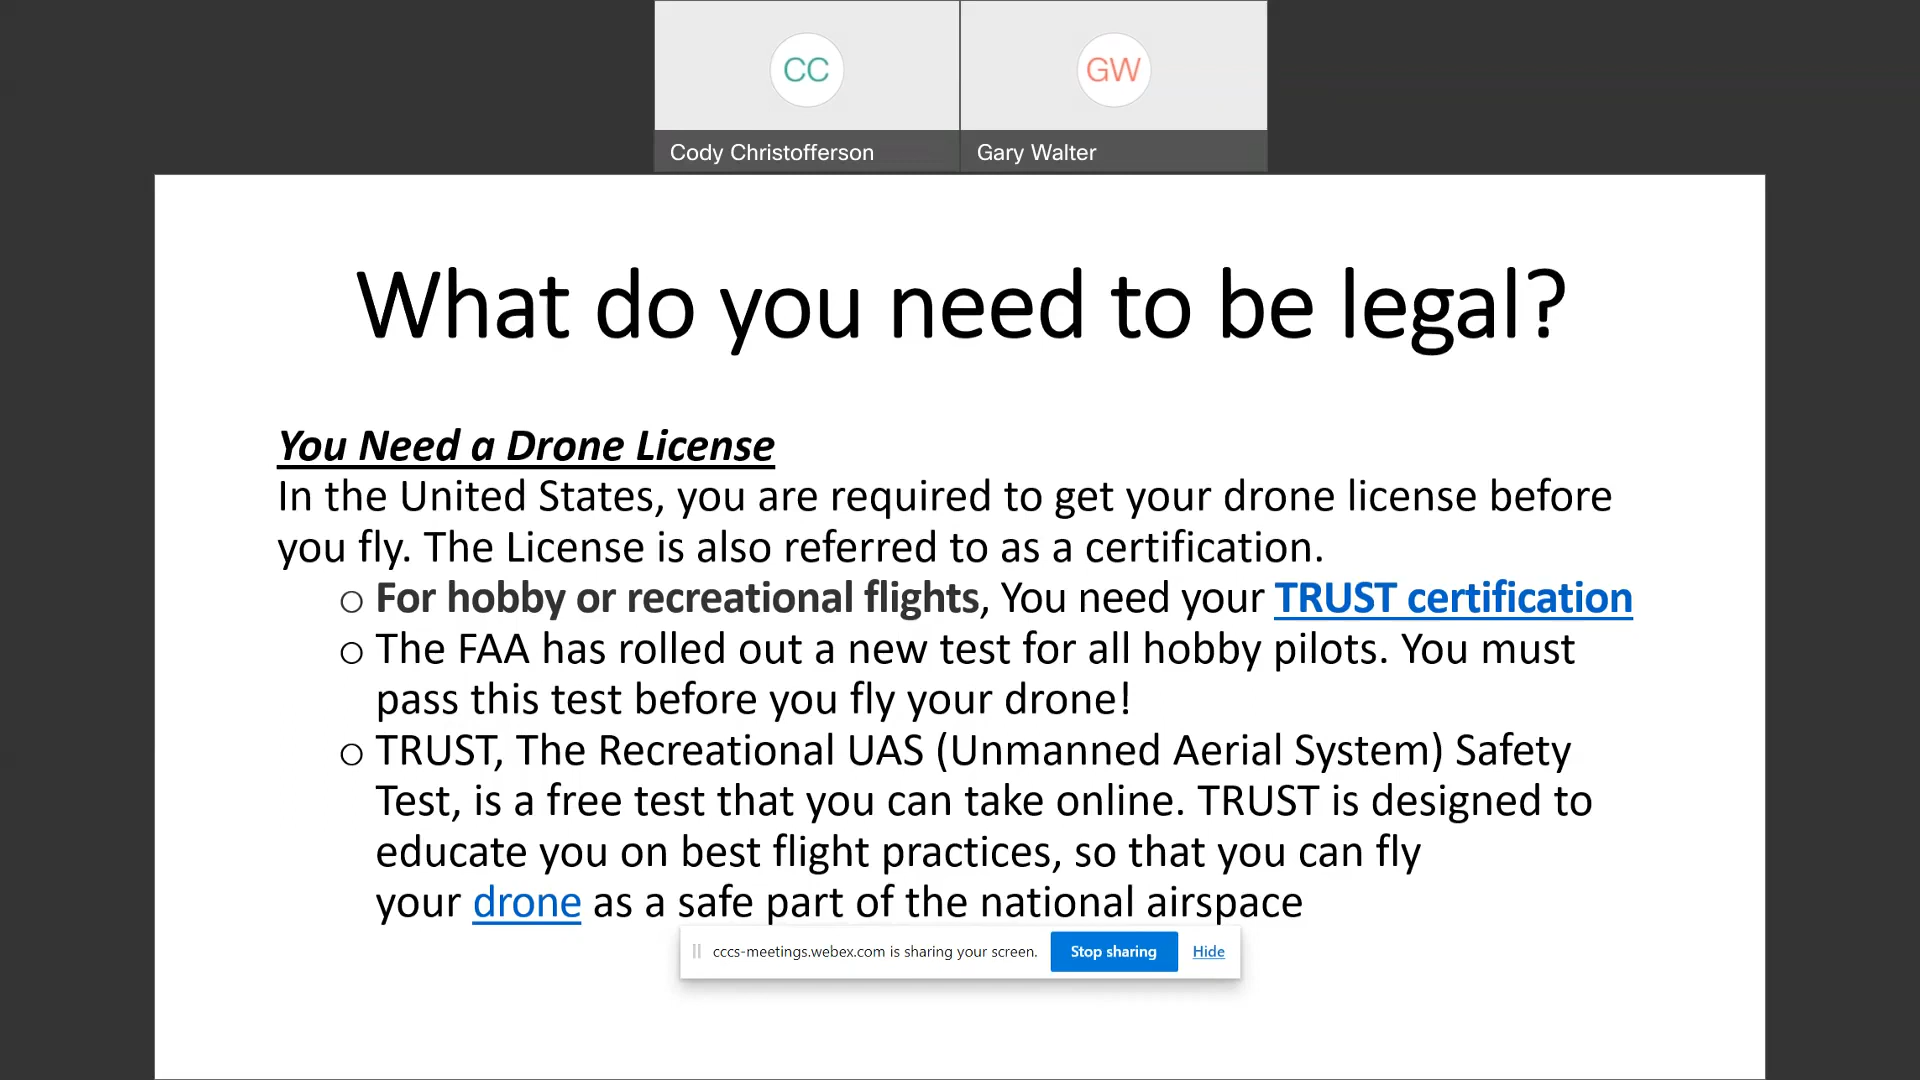 CC
GW
Cody Christofferson
Gary Walter
What do you need to be legal?
You Need a Drone License
In the United States, you are required to get your drone license before
you fly. The License is also referred to as a certification.
o For hobby or recreational flights, You need your TRUST certification
o The FAA has rolled out a new test for all hobby pilots. You must
pass this test before you fly your drone!
o TRUST, The Recreational UAS (Unmanned Aerial System) Safety
Test, is a free test that you can take online. TRUST is designed to
educate you on best flight practices, so that you can fly
your drone as a safe part of the national airspace
cccs-meetings.webex.com is sharing your screen. Stop sharing Hide